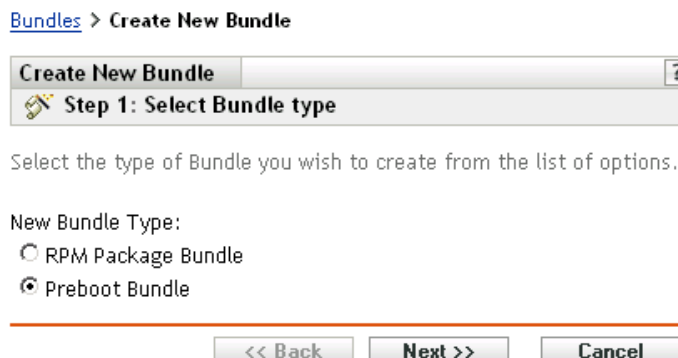 Bundles > Create New Bundle
Create New Bundle ?
Step 1: Select Bundle type
Select the type of Bundle you wish to create from the list of options.
New Bundle Type:
RPM Package Bundle
Preboot Bundle
<< Back Next >> Cancel